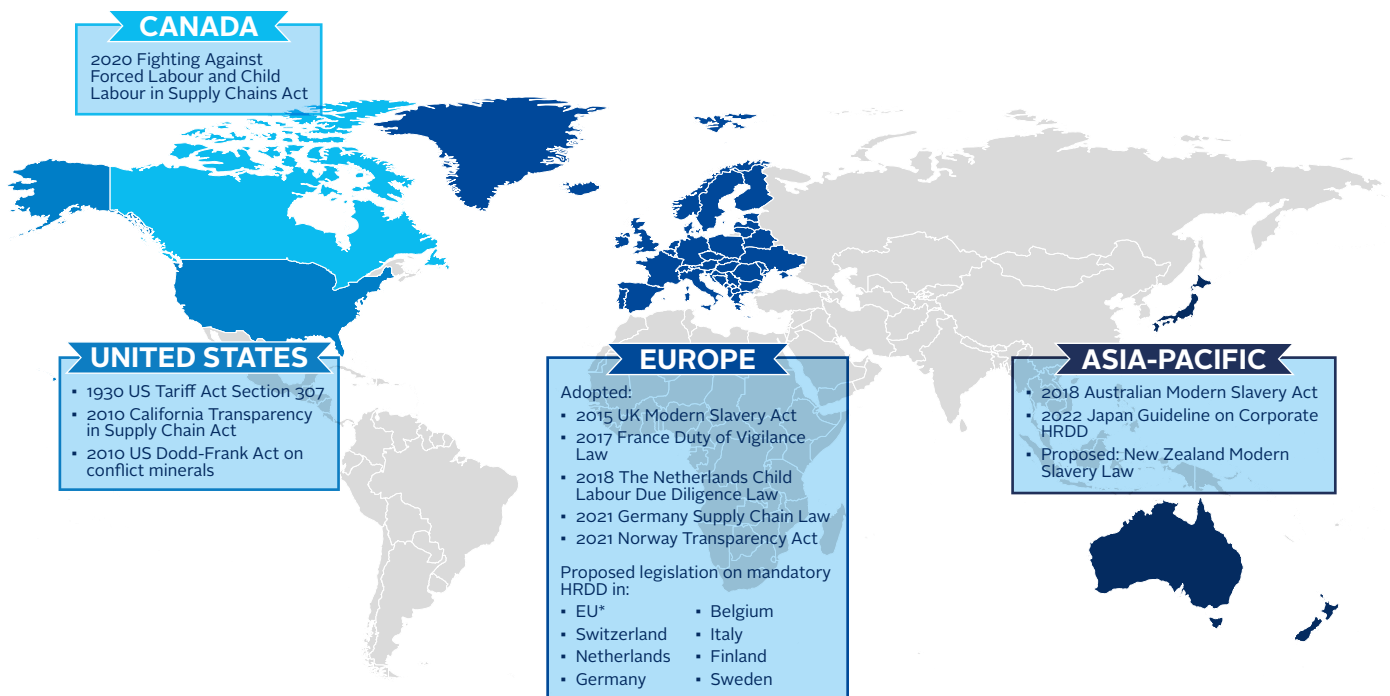 CANADA
2020 Fighting Against
Forced Labour and Child
Labour in Supply Chains Act
UNITED STATES
▪ 1930 US Tariff Act Section 307
▪ 2010 California Transparency
in Supply Chain Act
▪ 2010 US Dodd-Frank Act on
conflict minerals
EUROPE
Adopted:
▪ 2015 UK Modern Slavery Act
▪ 2017 France Duty of Vigilance
Law
▪ 2018 The Netherlands Child
Labour Due Diligence Law
▪ 2021 Germany Supply Chain Law
▪ 2021 Norway Transparency Act
Proposed legislation on mandatory
HRDD in:
▪ EU*
▪ Switzerland
▪ Netherlands
▪ Germany
▪ Belgium
▪ Italy
▪ Finland
▪ Sweden
ASIA-PACIFIC
▪ 2018 Australian Modern Slavery Act
▪ 2022 Japan Guideline on Corporate
HRDD
▪ Proposed: New Zealand Modern
Slavery Law